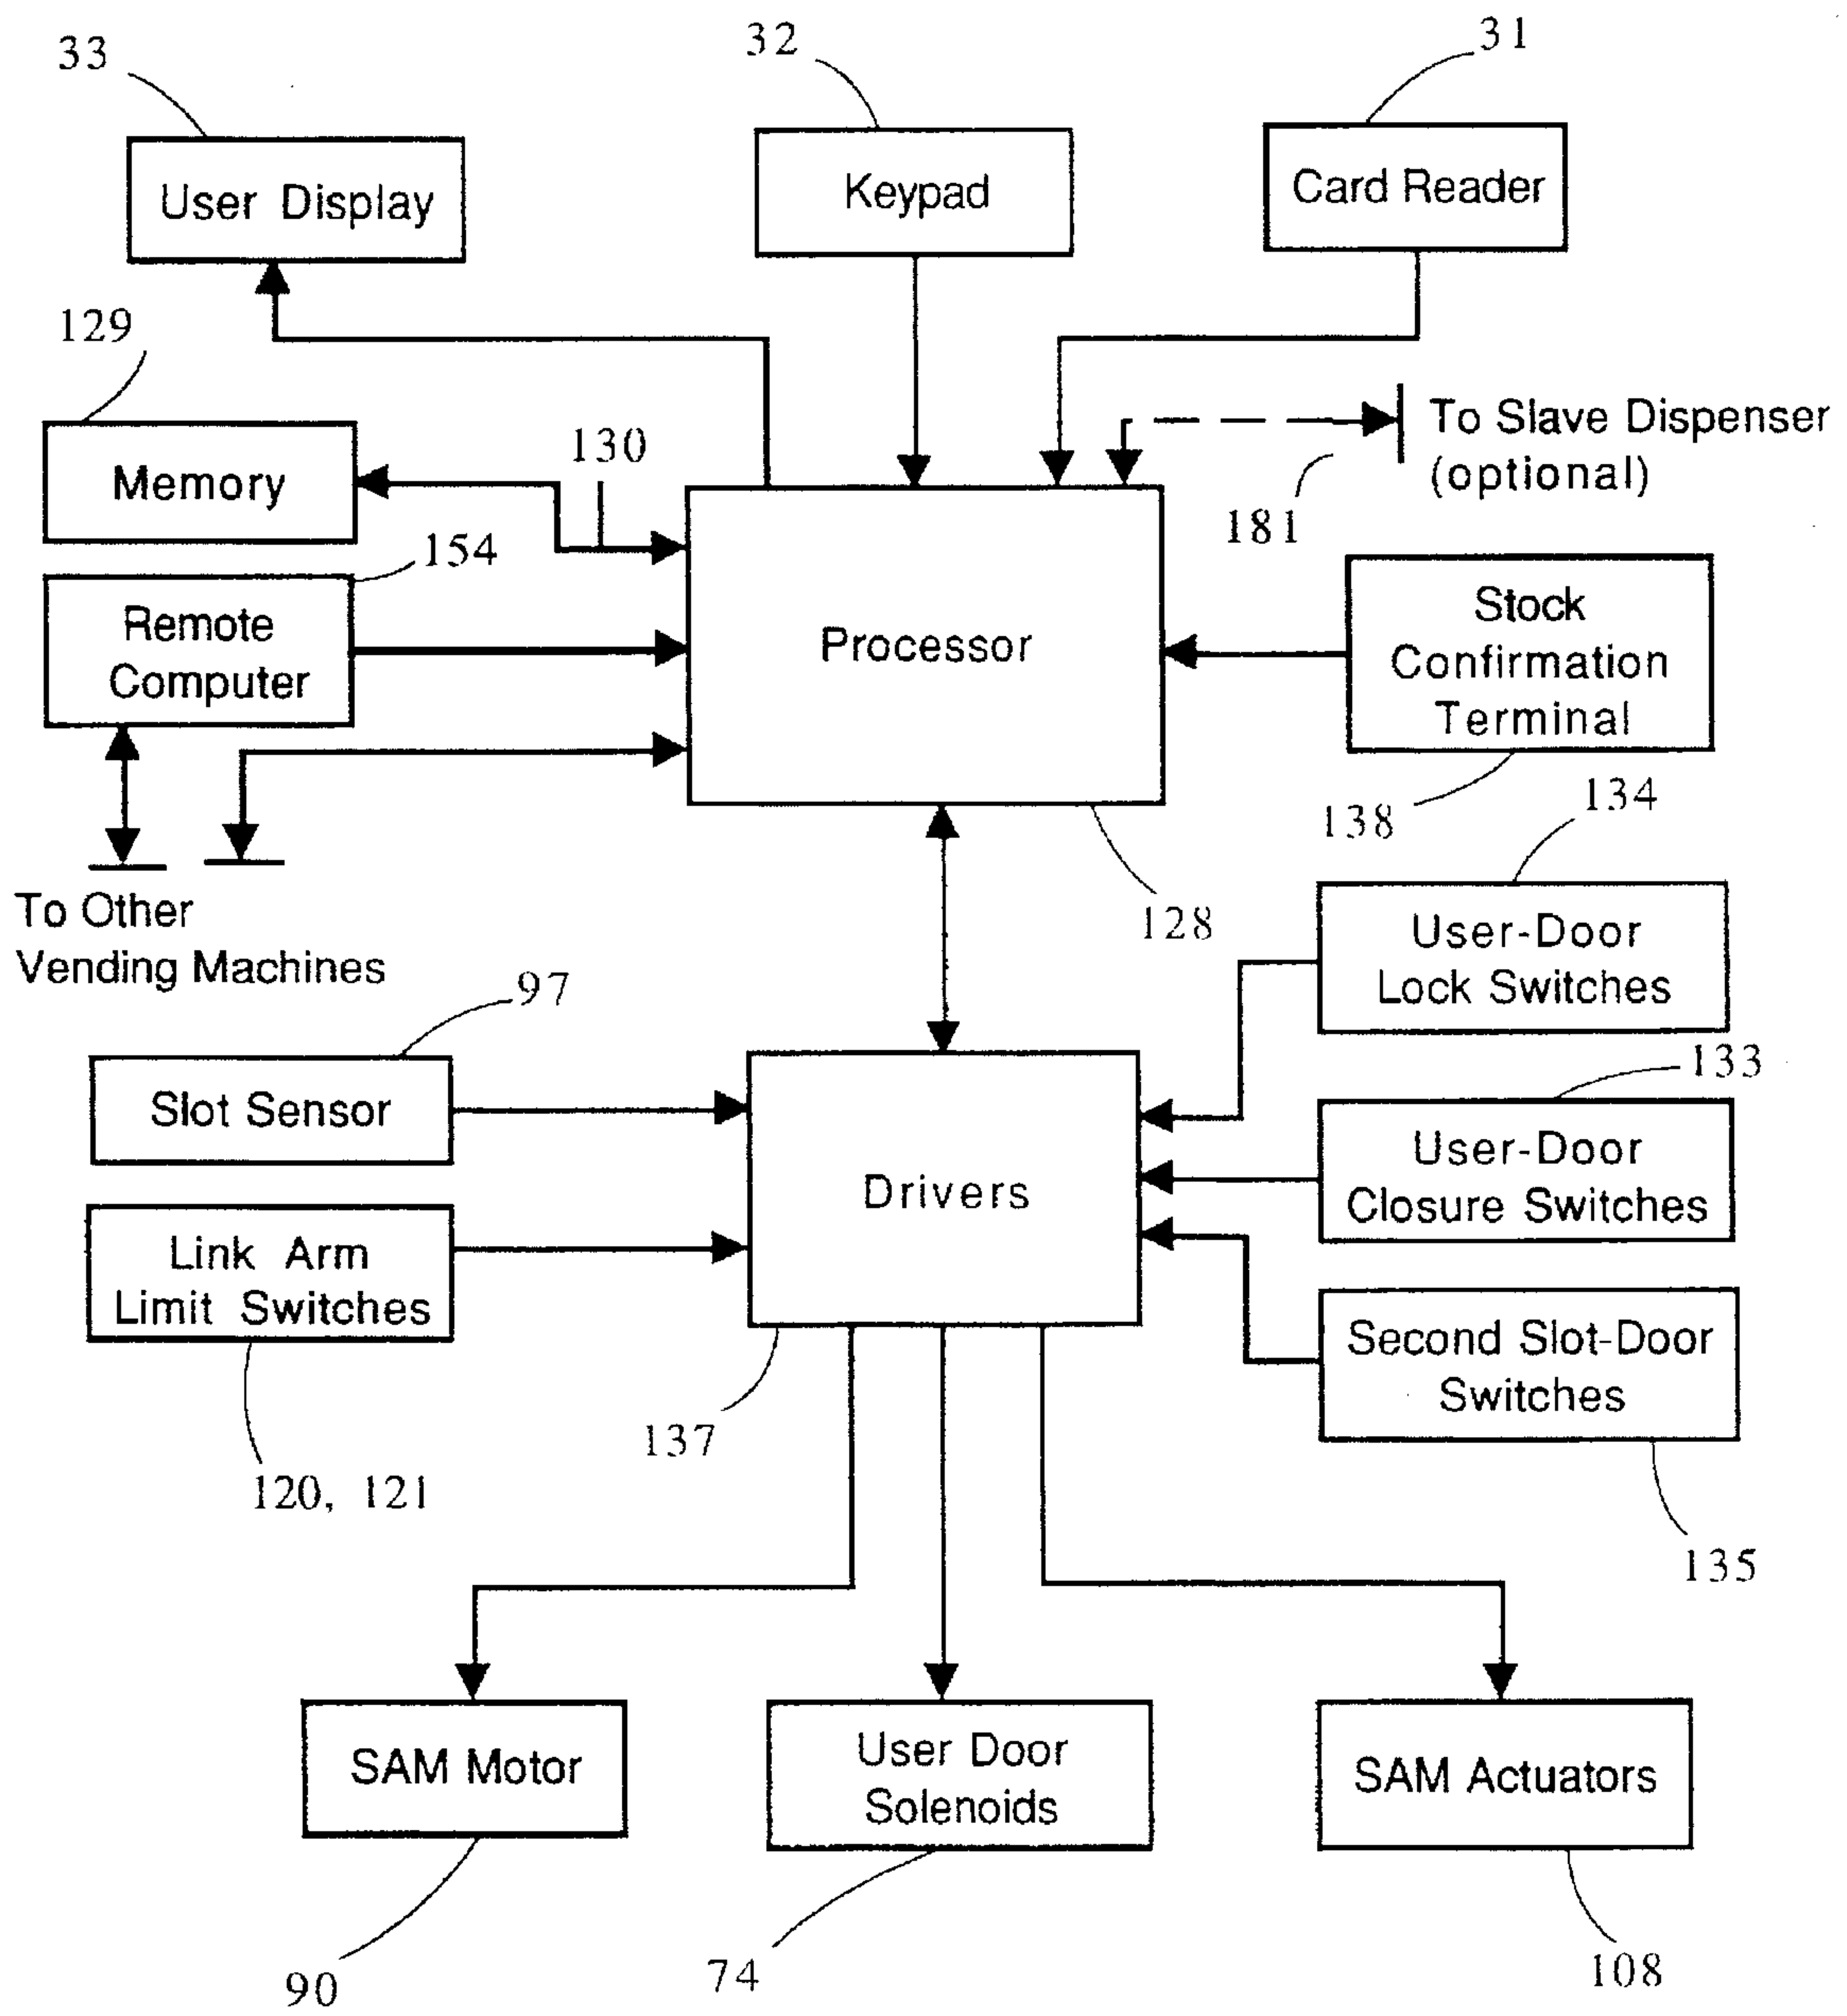 33
32
31
User Display
Keypad
Card Reader
129
130
To Slave Dispenser
(optional)
181
Memory
154
Remote
Computer
Processor
Stock
Confirmation
Terminal
138
134
128
To Other
Vending Machines
User-Door
Lock Switches
97
133
Slot Sensor
Drivers
User-Door
Closure Switches
Link Arm
Limit Switches
Second Slot-Door
Switches
137
120, 121
135
SAM Motor
User Door
Solenoids
SAM Actuators
90
74
108